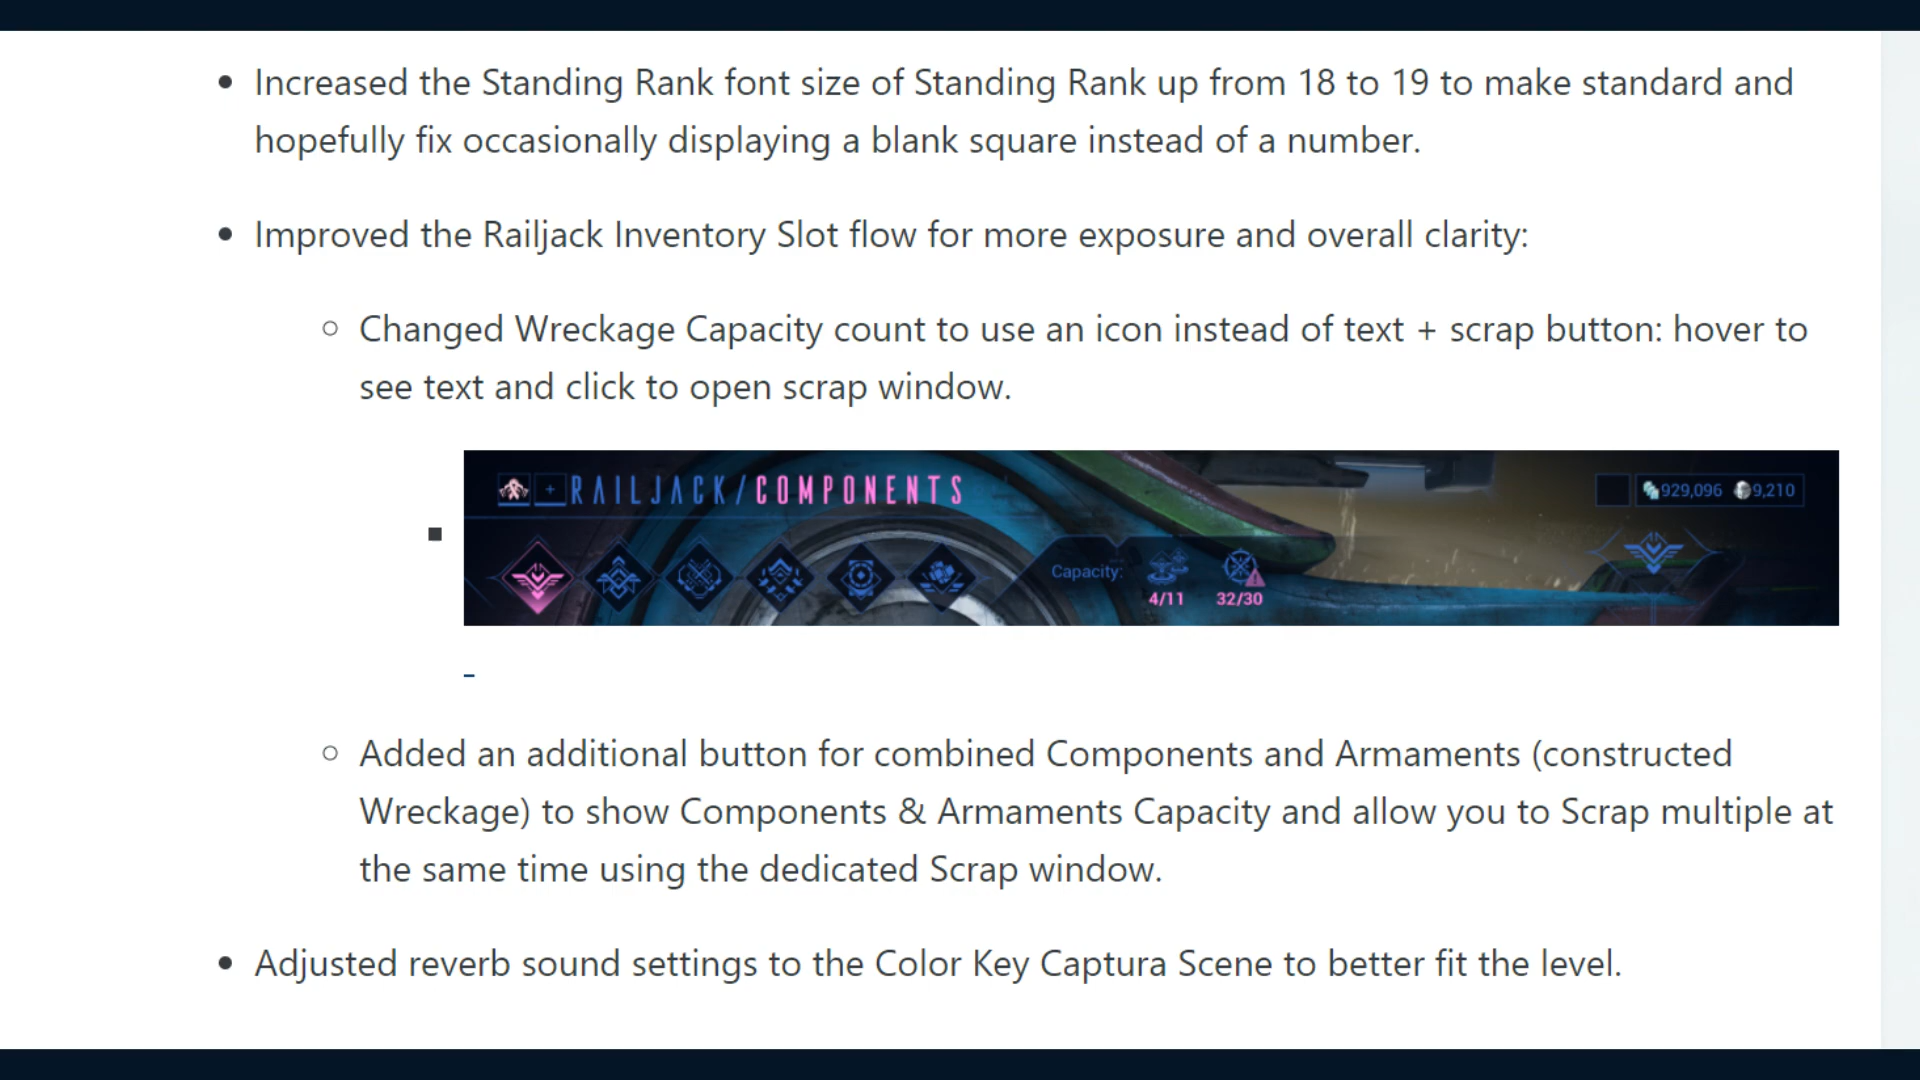 Increased the Standing Rank font size of Standing Rank up from 18 to 19 to make standard and
hopefully fix occasionally displaying a blank square instead of a number.
Improved the Railjack Inventory Slot flow for more exposure and overall clarity:
Changed Wreckage Capacity count to use an icon instead of text + scrap button: hover to
see text and click to open scrap window.
RAILJACK/COMPONENTS
929,096 9,210
Capacity:
4/11 32/30
Added an additional button for combined Components and Armaments (constructed
Wreckage) to show Components & Armaments Capacity and allow you to Scrap multiple at
the same time using the dedicated Scrap window.
Adjusted reverb sound settings to the Color Key Captura Scene to better fit the level.